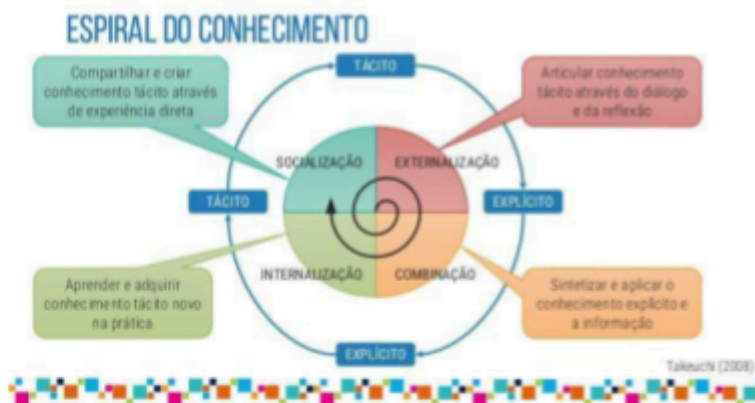 ESPIRAL DO CONHECIMENTO
Compartilhar e criar
conhecimento tácito através
de experiência direta
TÁCITO
Articular conhecimento
tácito através do diálogo
e da reflexão
SOCIALIZAÇÃO
EXTERNALIZAÇÃO
TÁCITO
EXPLÍCITO
INTERNALIZAÇÃO
COMBINAÇÃO
Aprender e adquirir
conhecimento tácito novo
na prática
Sintetizar e aplicar o
conhecimento explícito e
a informação
EXPLÍCITO
Takeuchi (2008)